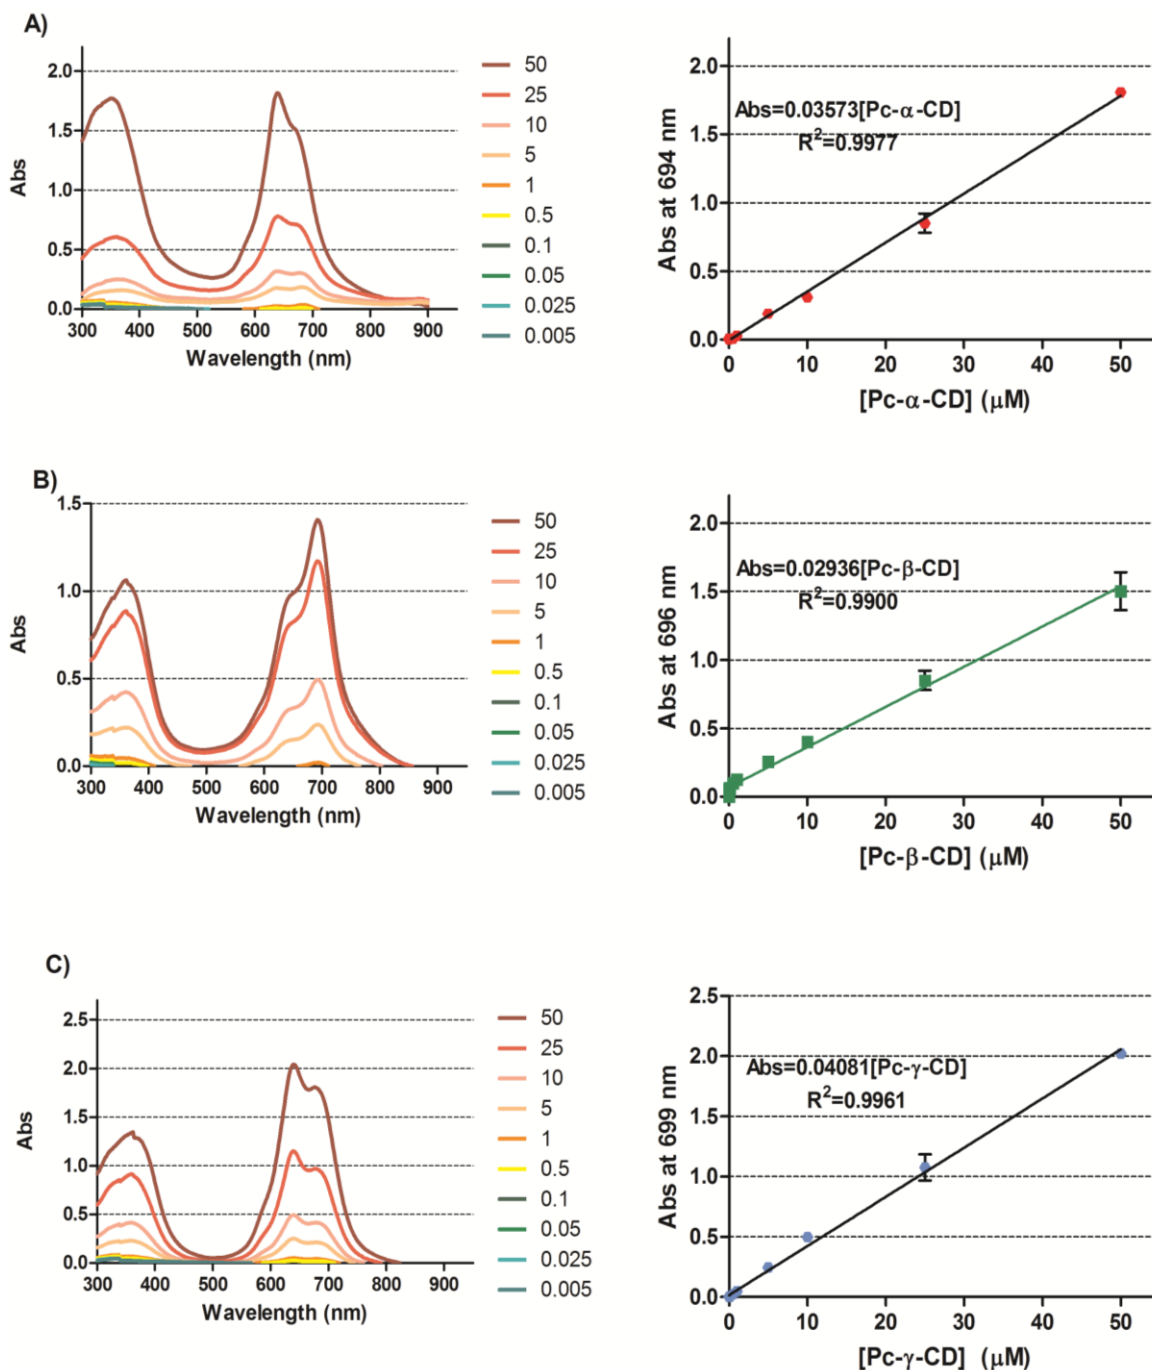 A)
2.0
1.5
1.0
0.5
0.0
Abs
300 400 500 600 700 800 900
Wavelength (nm)
50
25
10
5
1
0.5
0.1
0.05
0.025
0.005
2.0
1.5
1.0
0.5
0.0
Abs at 694 nm
Abs=0.03573[Pc-α-CD]
R²=0.9977
0 10 20 30 40 50
[Pc-α-CD] (μM)
B)
1.5
1.0
0.5
0.0
Abs
300 400 500 600 700 800 900
Wavelength (nm)
50
25
10
5
1
0.5
0.1
0.05
0.025
0.005
2.0
1.5
1.0
0.5
0.0
Abs at 696 nm
Abs=0.02936[Pc-β-CD]
R²=0.9900
0 10 20 30 40 50
[Pc-β-CD] (μM)
C)
2.5
2.0
1.5
1.0
0.5
0.0
Abs
300 400 500 600 700 800 900
Wavelength (nm)
50
25
10
5
1
0.5
0.1
0.05
0.025
0.005
2.5
2.0
1.5
1.0
0.5
0.0
Abs at 699 nm
Abs=0.04081[Pc-γ-CD]
R²=0.9961
0 10 20 30 40 50
[Pc-γ-CD] (μM)